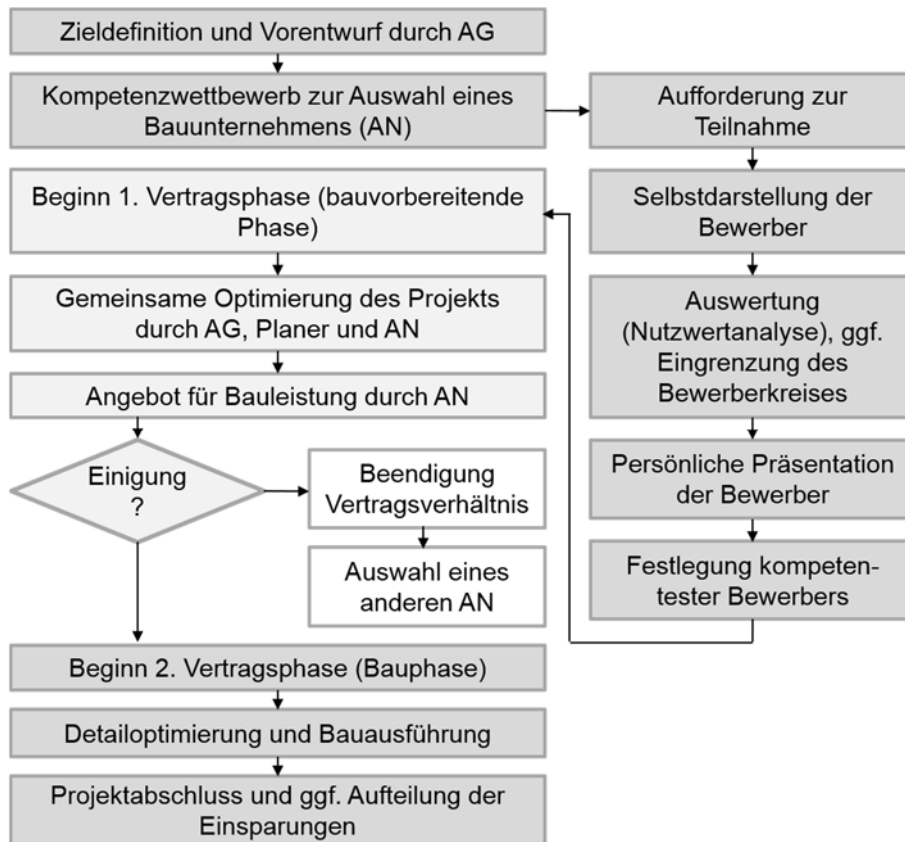 Zieldefinition und Vorentwurf durch AG
Kompetenzwettbewerb zur Auswahl eines
Bauunternehmens (AN)
Aufforderung zur
Teilnahme
Selbstdarstellung der
Bewerber
Auswertung
(Nutzwertanalyse), ggf.
Eingrenzung des
Bewerberkreises
Persönliche Präsentation
der Bewerber
Festlegung kompeten-
tester Bewerbers
Beginn 1. Vertragsphase (bauvorbereitende
Phase)
Gemeinsame Optimierung des Projekts
durch AG, Planer und AN
Angebot für Bauleistung durch AN
Einigung
?
Beendigung
Vertragsverhältnis
Auswahl eines
anderen AN
Beginn 2. Vertragsphase (Bauphase)
Detailoptimierung und Bauausführung
Projektabschluss und ggf. Aufteilung der
Einsparungen